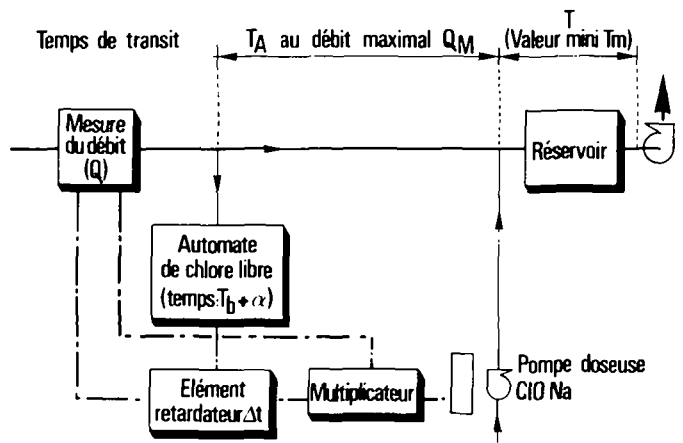 Temps de transit
T_A au débit maximal Q_M
T
(Valeur mini Tm)
Mesure
du débit
(Q)
Réservoir
Automate
de chlore libre
(temps:T_b+α)
Elément
retardateur Δt
Multiplicateur
Pompe doseuse
ClO Na